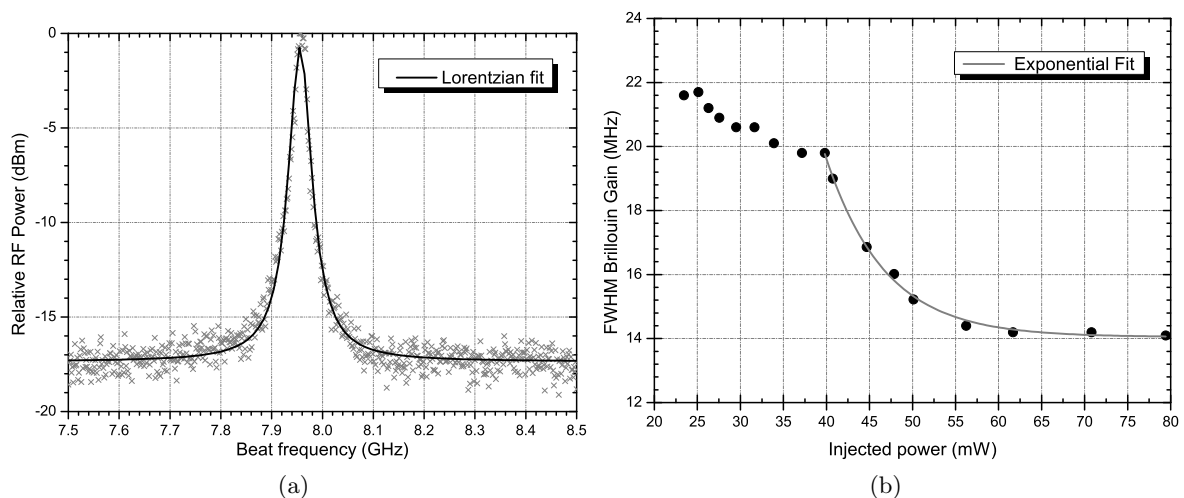 0
-5
-10
-15
-20
7.5 7.6 7.7 7.8 7.9 8.0 8.1 8.2 8.3 8.4 8.5
Relative RF Power (dBm)
Beat frequency (GHz)
Lorentzian fit
(a)
24
22
20
18
16
14
12
20 25 30 35 40 45 50 55 60 65 70 75 80
FWHM Brillouin Gain (MHz)
Injected power (mW)
Exponential Fit
(b)